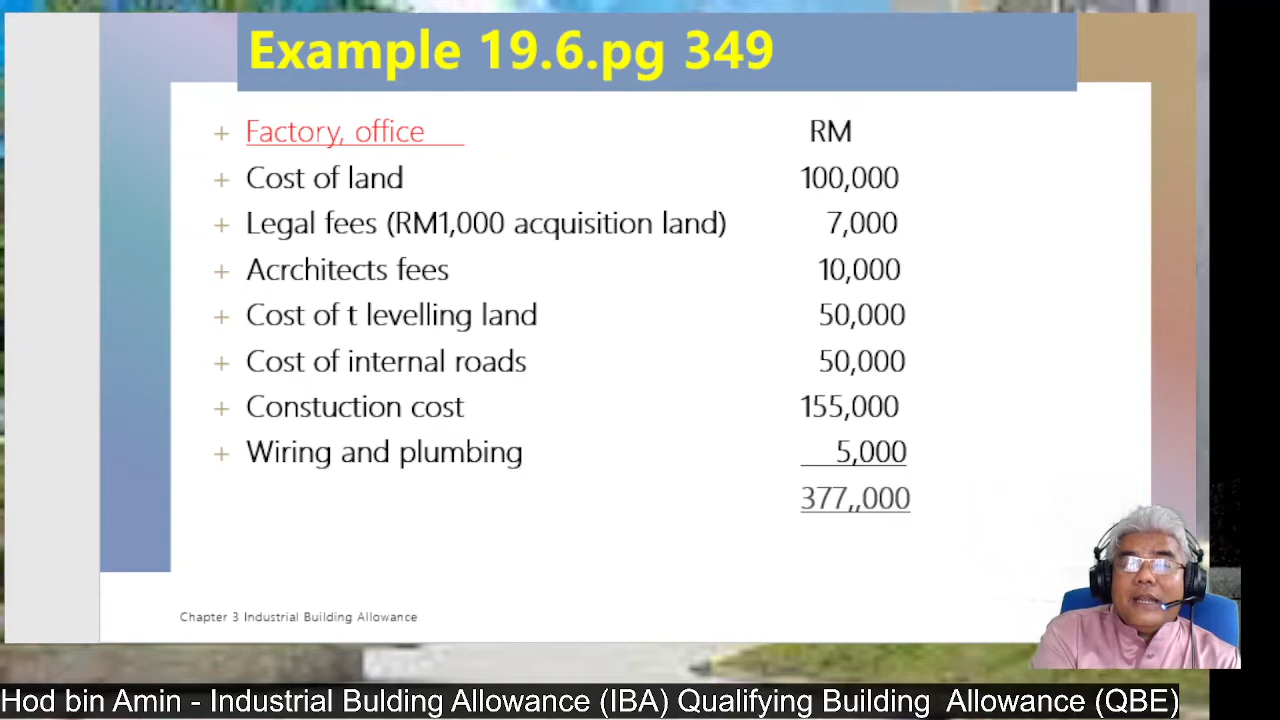 Example 19.6.pg 349
+ Factory, office RM
+ Cost of land 100,000
+ Legal fees (RM1,000 acquisition land) 7,000
+ Acrchitects fees 10,000
+ Cost of t levelling land 50,000
+ Cost of internal roads 50,000
+ Constuction cost 155,000
+ Wiring and plumbing 5,000
377,,000
Chapter 3 Industrial Building Allowance
Hod bin Amin - Industrial Bulding Allowance (IBA) Qualifying Building Allowance (QBE)